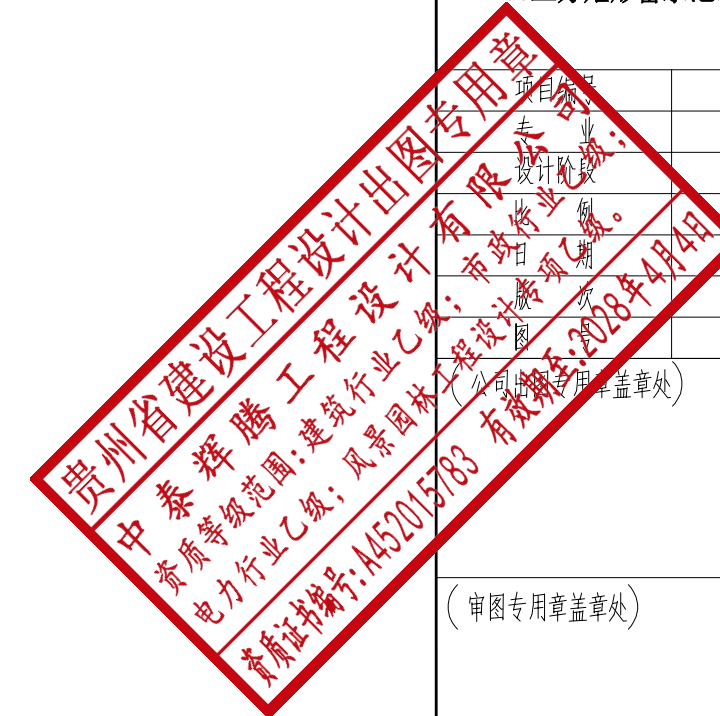 贵州省建设工程设计出图专用章
中泰辉腾工程设计有限公司
资质等级范围：建筑行业乙级；市政行业乙级；
电力行业乙级；风景园林工程设计专项乙级。
资质证书编号：A452015783 有效期至：2028年4月4日
项目编号
专业
设计阶段
比例
日期
版次
图号
（公司出图专用章盖章处）
（审图专用章盖章处）